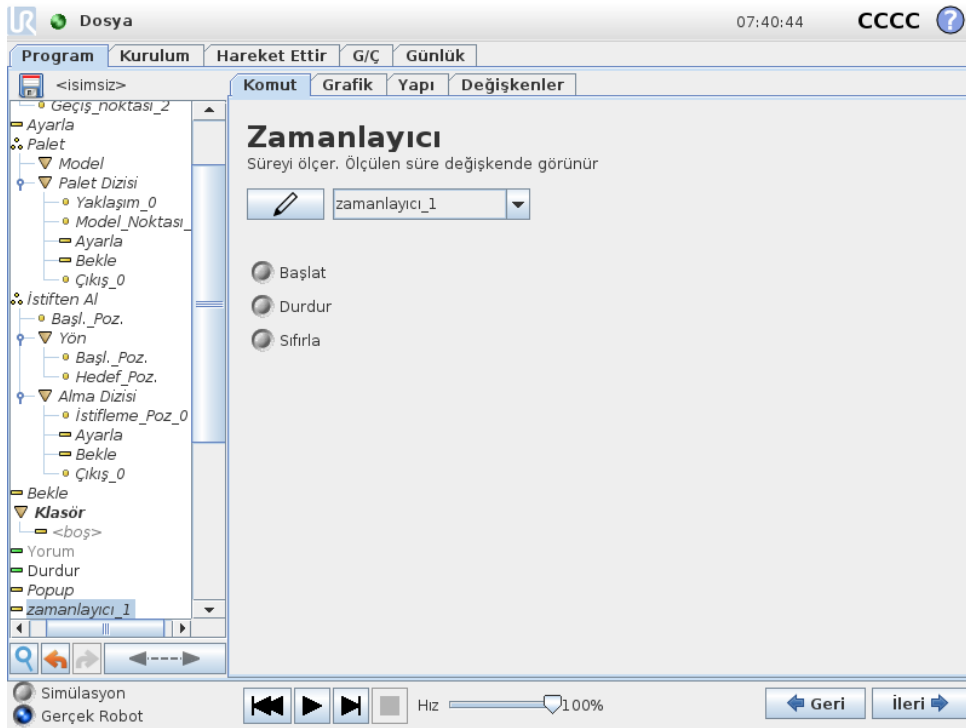 UR Dosya 07:40:44 CCCC ?
Program Kurulum Hareket Ettir G/Ç Günlük
<isimsiz>
Komut Grafik Yapı Değişkenler
Geçiş_noktası_2
Ayarla
Palet
Model
Palet Dizisi
Yaklaşım_0
Model_Noktası_
Ayarla
Bekle
Çıkış_0
İstiften Al
Başl._Poz.
Yön
Başl._Poz.
Hedef_Poz.
Alma Dizisi
İstifleme_Poz_0
Ayarla
Bekle
Çıkış_0
Bekle
Klasör
<boş>
Yorum
Durdur
Popup
zamanlayıcı_1
Zamanlayıcı
Süreyi ölçer. Ölçülen süre değişkende görünür
zamanlayıcı_1
Başlat
Durdur
Sıfırla
Simülasyon
Gerçek Robot
Hız 100%
Geri İleri